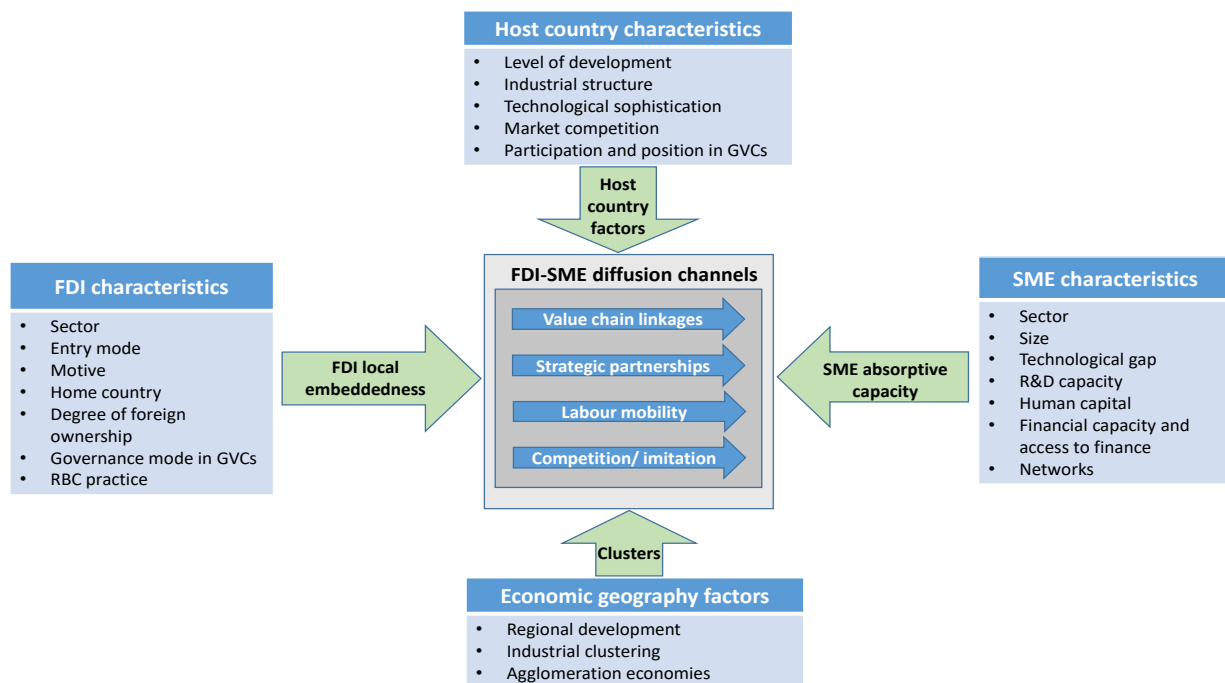 Host country characteristics
• Level of development
• Industrial structure
• Technological sophistication
• Market competition
• Participation and position in GVCs
Host
country
factors
FDI characteristics
• Sector
• Entry mode
• Motive
• Home country
• Degree of foreign
ownership
• Governance mode in GVCs
• RBC practice
FDI local
embeddedness
FDI-SME diffusion channels
Value chain linkages
Strategic partnerships
Labour mobility
Competition/ imitation
SME absorptive
capacity
SME characteristics
• Sector
• Size
• Technological gap
• R&D capacity
• Human capital
• Financial capacity and
access to finance
• Networks
Clusters
Economic geography factors
• Regional development
• Industrial clustering
• Agglomeration economies